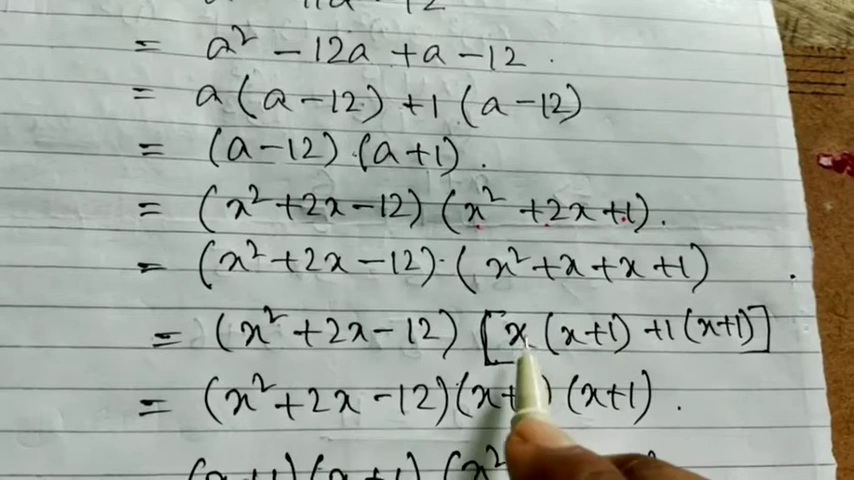 = a² - 12a + a - 12.
= a(a - 12) + 1(a - 12)
= (a - 12).(a + 1).
= (x² + 2x - 12)(x² + 2x + 1).
= (x² + 2x - 12).(x² + x + x + 1).
= (x² + 2x - 12)[x(x+1) + 1(x+1)]
= (x² + 2x - 12)(x+ )(x+1).